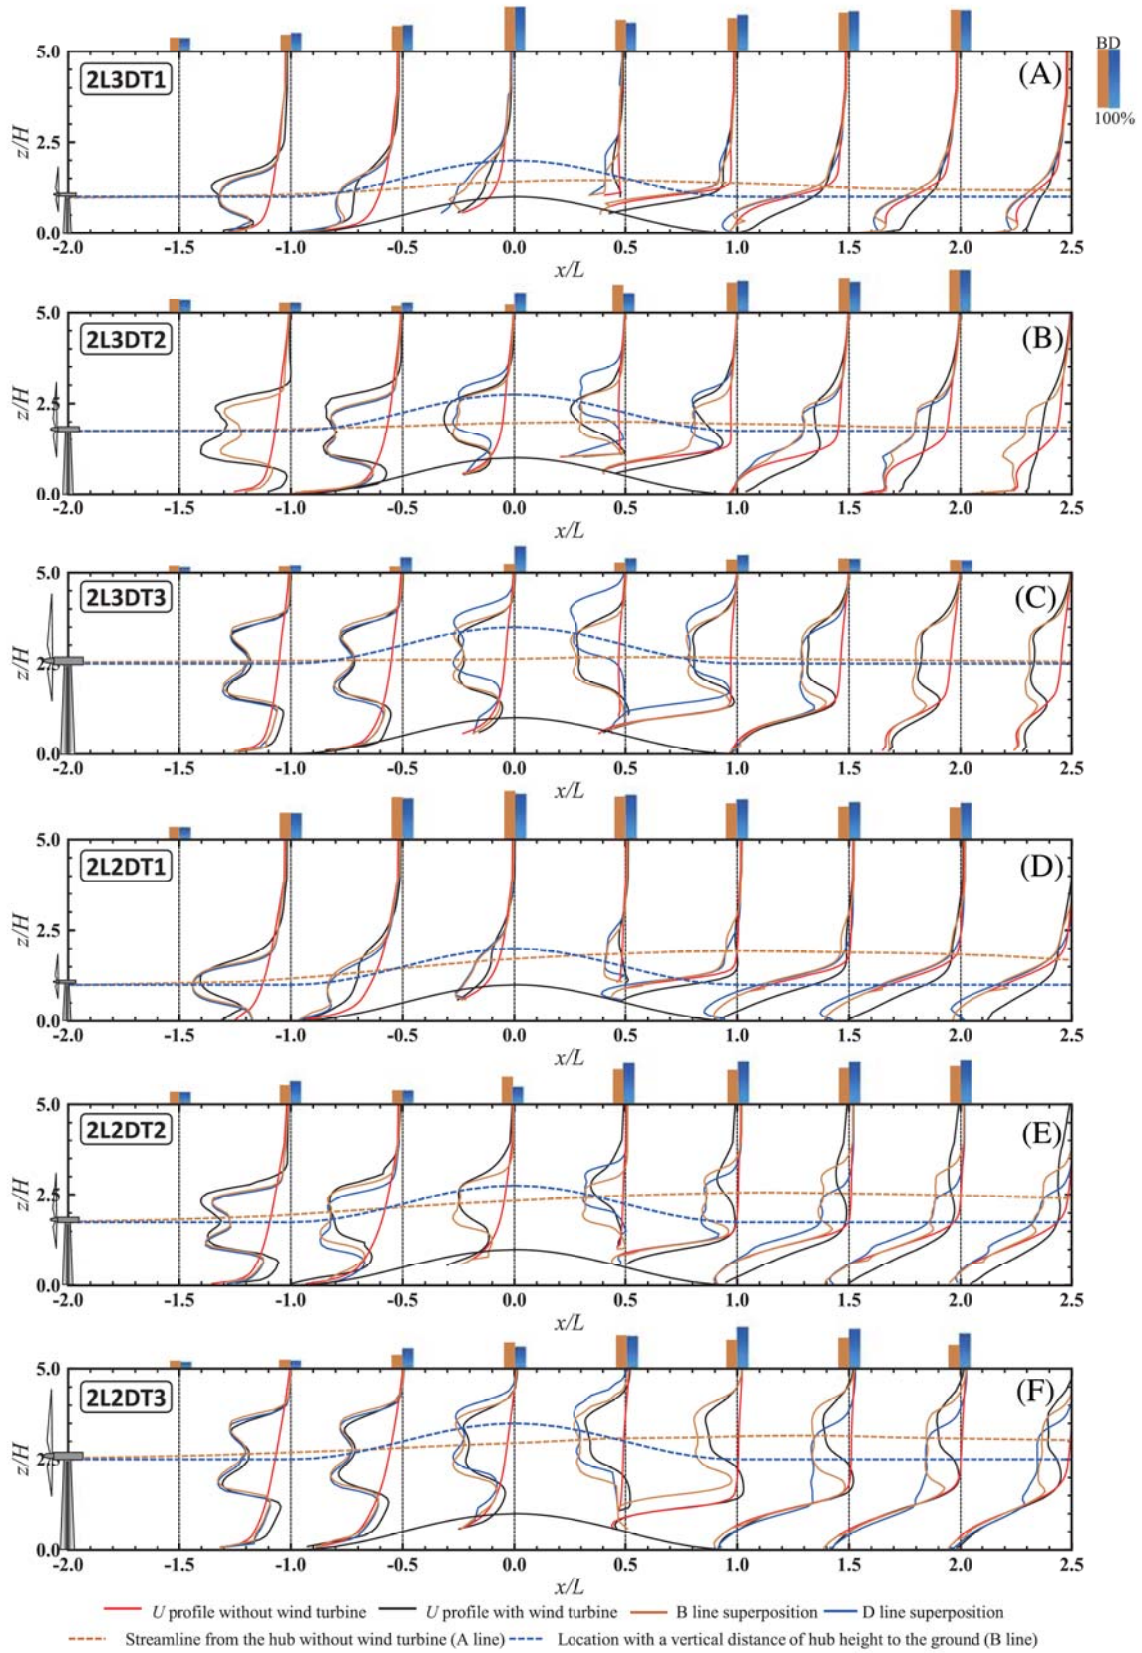 BD
100%
5.0
2L3DT1
(A)
z/H
2.5
0.0
-2.0 -1.5 -1.0 -0.5 0.0 0.5 1.0 1.5 2.0 2.5
x/L
5.0
2L3DT2
(B)
z/H
2.5
0.0
-2.0 -1.5 -1.0 -0.5 0.0 0.5 1.0 1.5 2.0 2.5
x/L
5.0
2L3DT3
(C)
z/H
2.5
0.0
-2.0 -1.5 -1.0 -0.5 0.0 0.5 1.0 1.5 2.0 2.5
x/L
5.0
2L2DT1
(D)
z/H
2.5
0.0
-2.0 -1.5 -1.0 -0.5 0.0 0.5 1.0 1.5 2.0 2.5
x/L
5.0
2L2DT2
(E)
z/H
2.5
0.0
-2.0 -1.5 -1.0 -0.5 0.0 0.5 1.0 1.5 2.0 2.5
x/L
5.0
2L2DT3
(F)
z/H
2.5
0.0
-2.0 -1.5 -1.0 -0.5 0.0 0.5 1.0 1.5 2.0 2.5
x/L
U profile without wind turbine U profile with wind turbine B line superposition D line superposition
Streamline from the hub without wind turbine (A line) Location with a vertical distance of hub height to the ground (B line)